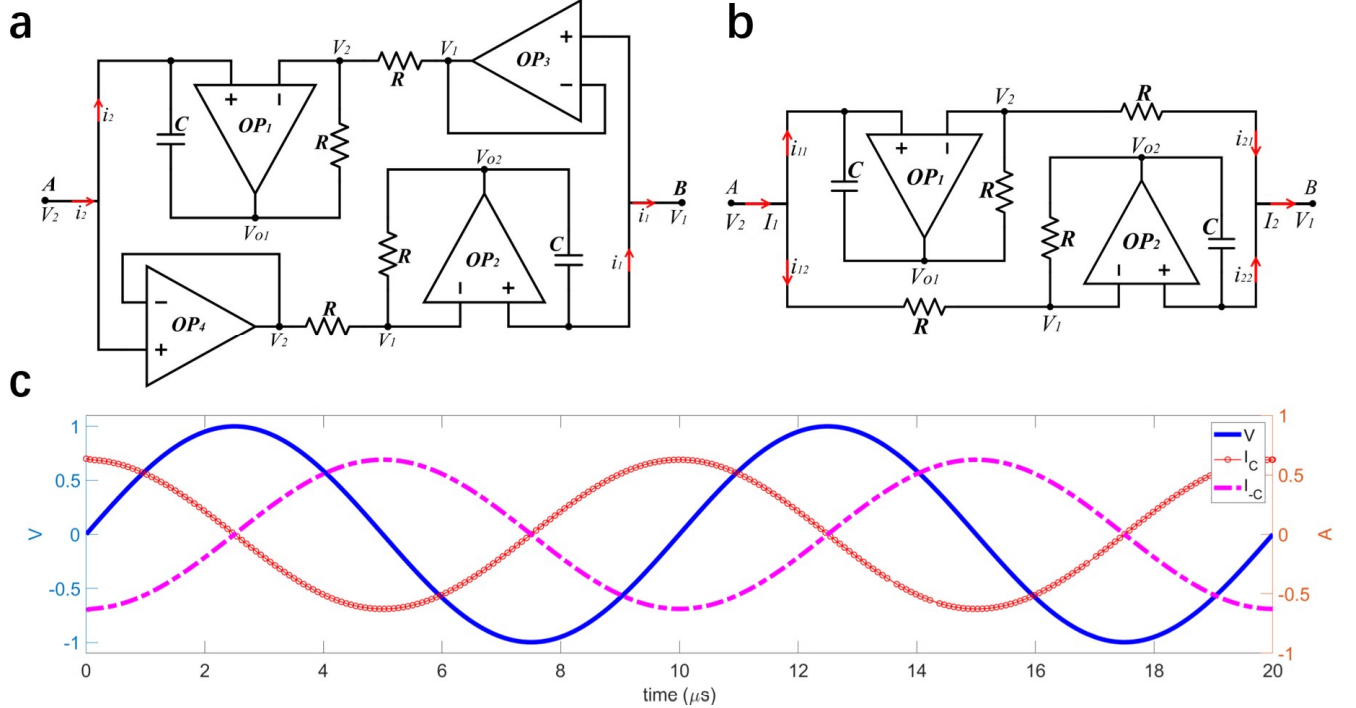 a
b
V2
V1
R
OP3
+
−
+
−
OP1
C
R
i2
A
V2
i2
Vo1
Vo2
R
OP2
C
−
+
i1
B
V1
i1
−
OP4
+
V2
R
V1
V2
R
+
−
OP1
C
R
i11
i21
A
V2
I1
i12
Vo1
Vo2
R
OP2
C
−
+
i22
I2
B
V1
R
V1
c
1
0.5
0
-0.5
-1
V
1
0.5
0
-0.5
-1
A
V
IC
I-C
0 2 4 6 8 10 12 14 16 18 20
time (μs)